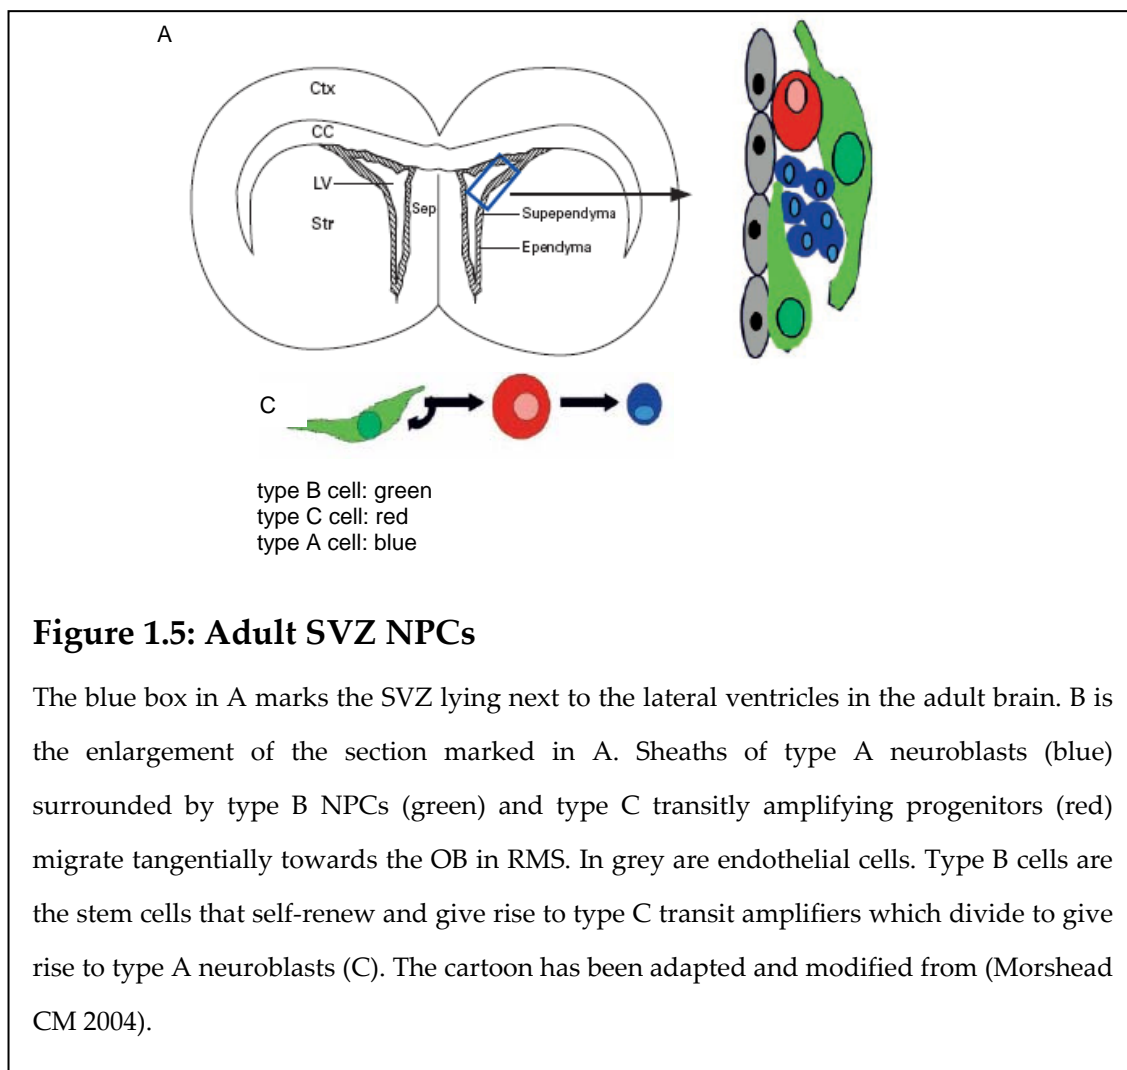 A
Ctx
CC
LV
Sep
Str
Supependyma
Ependyma
C
type B cell: green
type C cell: red
type A cell: blue
Figure 1.5: Adult SVZ NPCs
The blue box in A marks the SVZ lying next to the lateral ventricles in the adult brain. B is
the enlargement of the section marked in A. Sheaths of type A neuroblasts (blue)
surrounded by type B NPCs (green) and type C transitly amplifying progenitors (red)
migrate tangentially towards the OB in RMS. In grey are endothelial cells. Type B cells are
the stem cells that self-renew and give rise to type C transit amplifiers which divide to give
rise to type A neuroblasts (C). The cartoon has been adapted and modified from (Morshead
CM 2004).